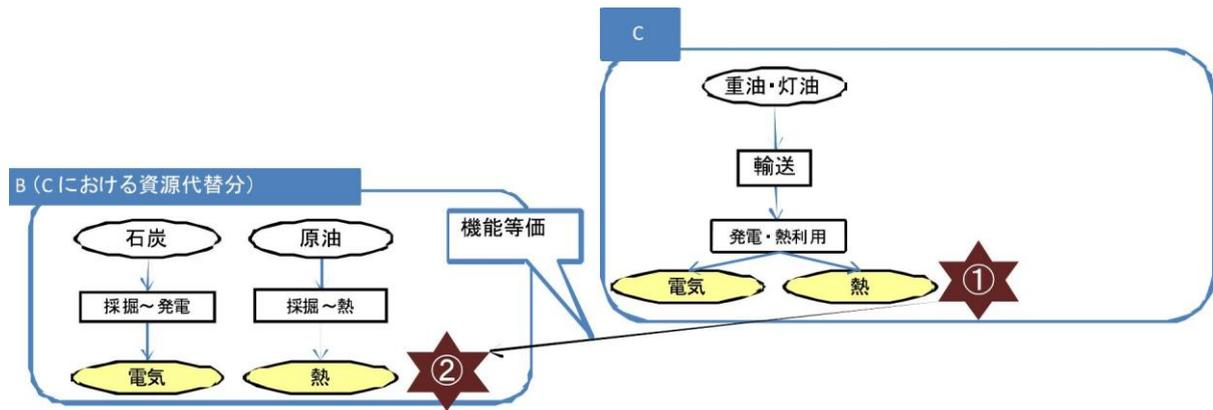 C
重油・灯油
輸送
発電・熱利用
電気
熱
①
B（Cにおける資源代替分）
石炭
原油
採掘～発電
採掘～熱
電気
熱
②
機能等価